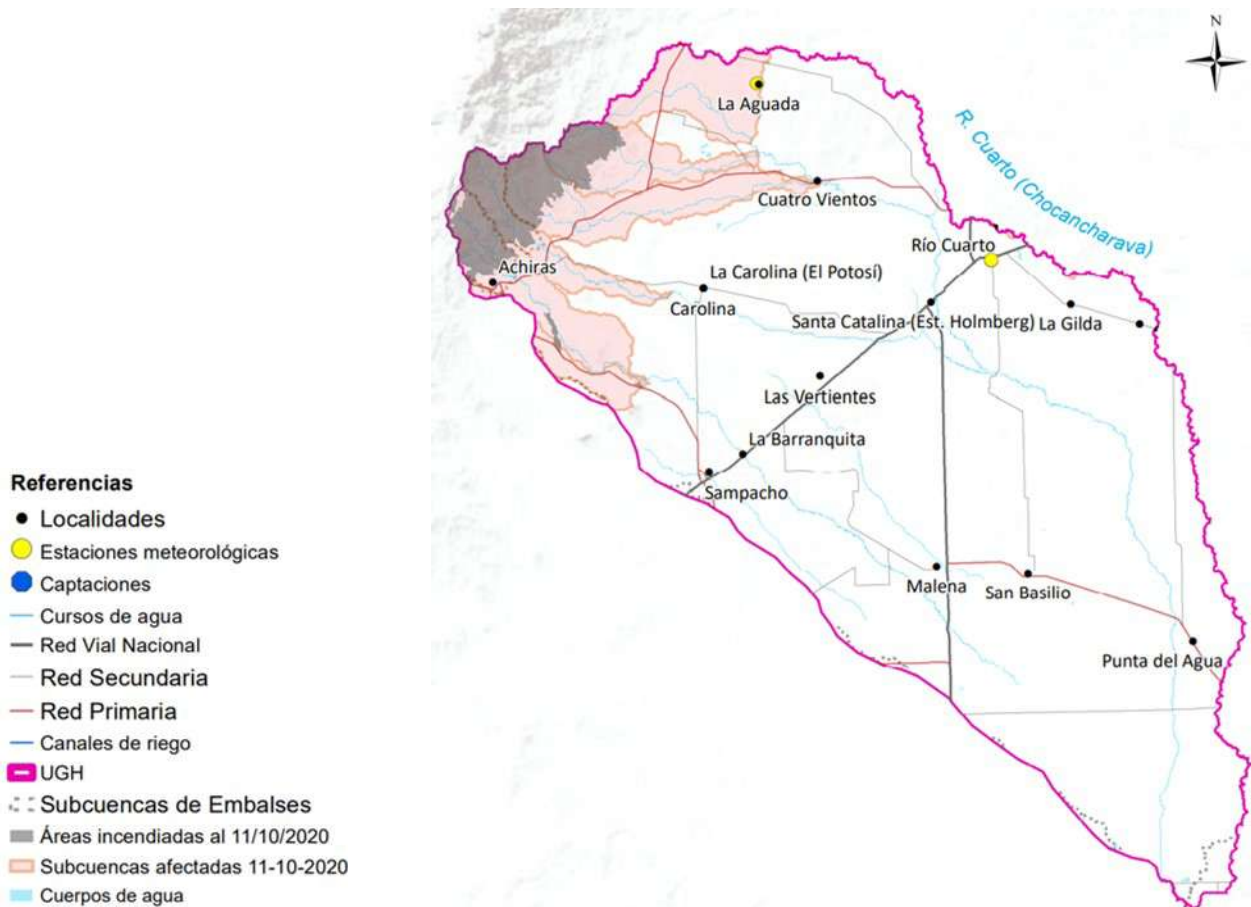 N
La Aguada
R. Cuarto (Chocancharava)
Cuatro Vientos
Río Cuarto
Achiras
La Carolina (El Potosí)
Carolina
Santa Catalina (Est. Holmberg)
La Gilda
Las Vertientes
La Barranquita
Sampacho
Malena
San Basilio
Punta del Agua
Referencias
Localidades
Estaciones meteorológicas
Captaciones
Cursos de agua
Red Vial Nacional
Red Secundaria
Red Primaria
Canales de riego
UGH
Subcuencas de Embalses
Áreas incendiadas al 11/10/2020
Subcuencas afectadas 11-10-2020
Cuerpos de agua